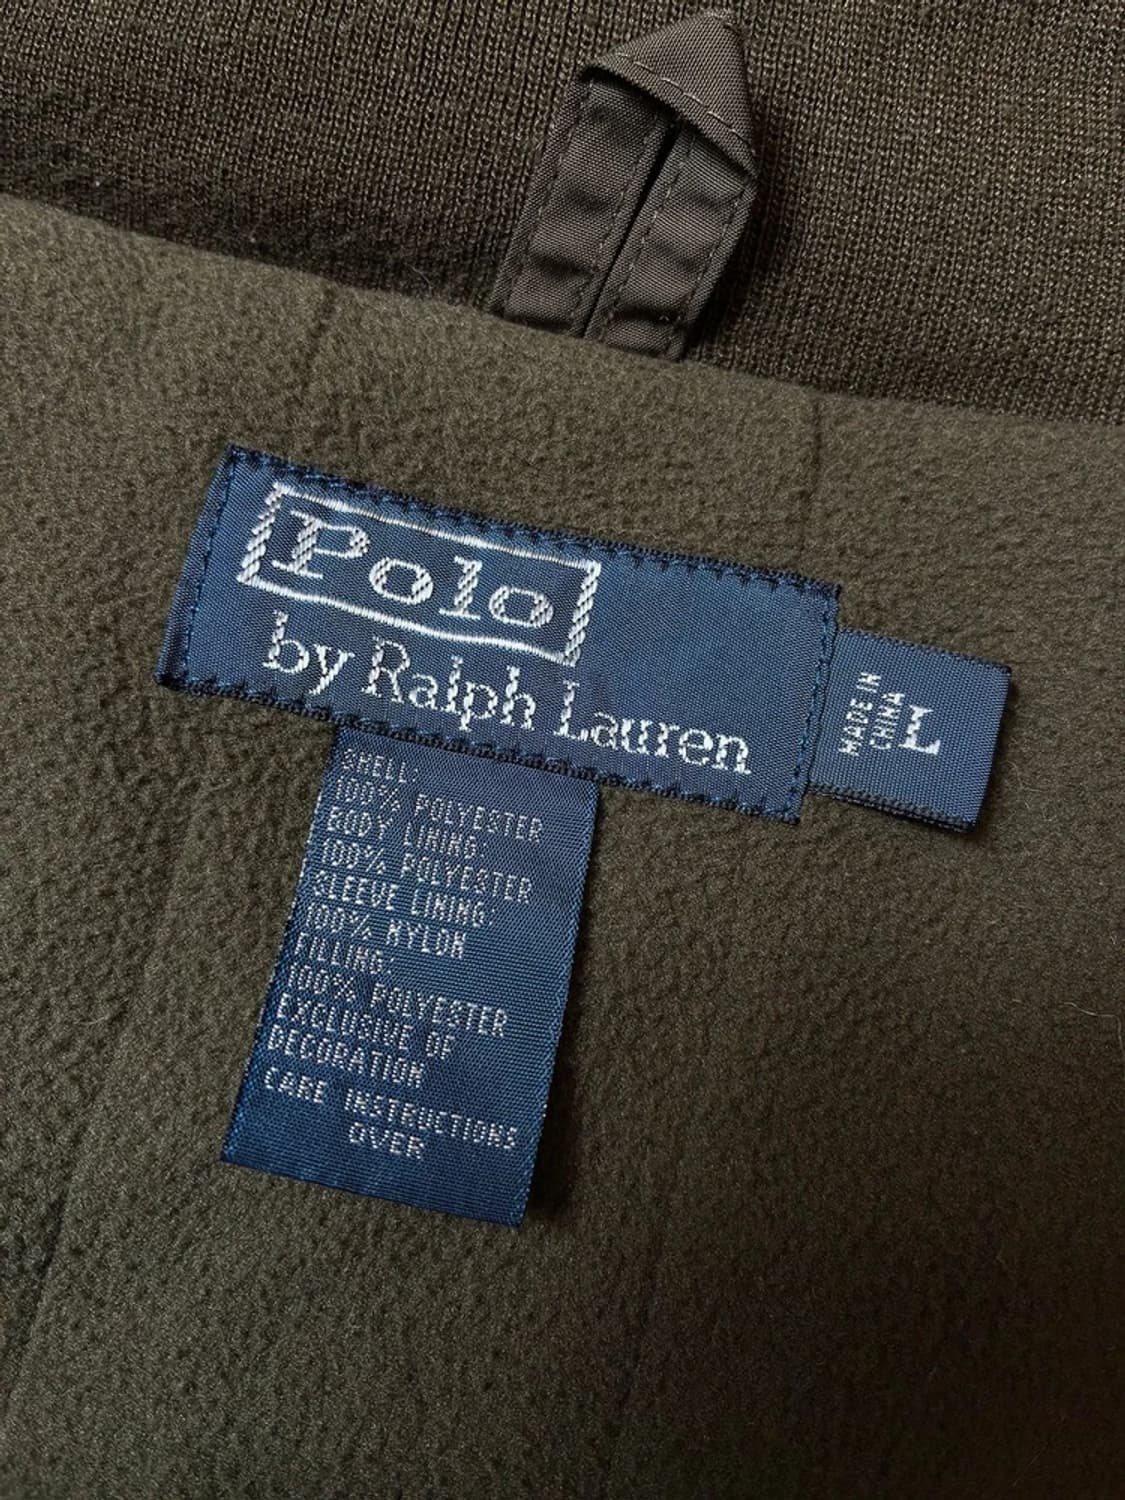 Polo
by Ralph Lauren
MADE IN
CHINA
L
SHELL:
100% POLYESTER
BODY LINING:
100% POLYESTER
SLEEVE LINING:
100% NYLON
FILLING:
100% POLYESTER
EXCLUSIVE OF
DECORATION
CARE INSTRUCTIONS
OVER